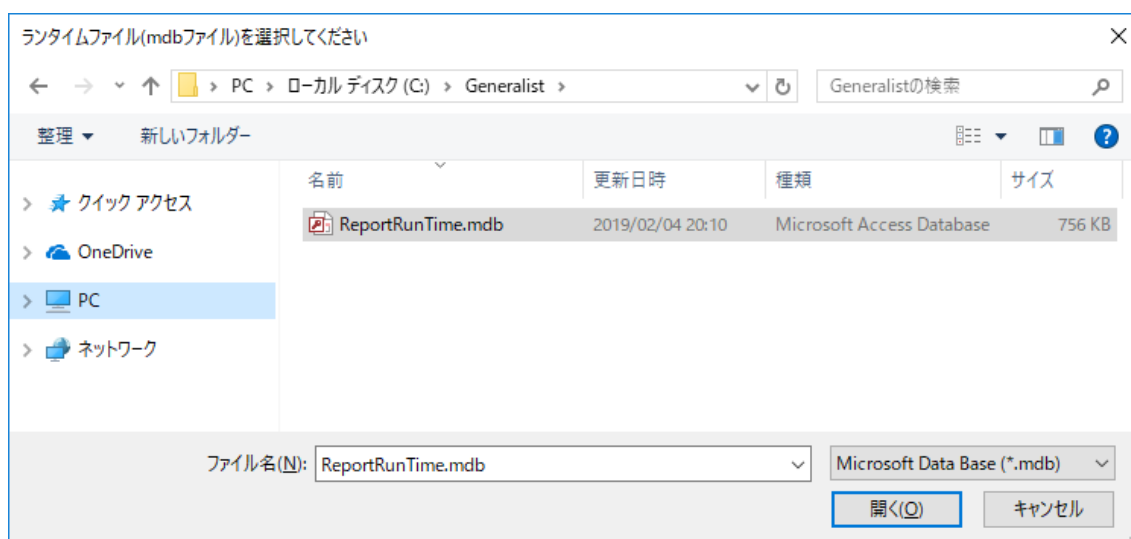 ランタイムファイル(mdbファイル)を選択してください
PC › ローカル ディスク (C:) › Generalist ›
Generalistの検索
整理 新しいフォルダー
名前 更新日時 種類 サイズ
クイック アクセス
ReportRunTime.mdb 2019/02/04 20:10 Microsoft Access Database 756 KB
OneDrive
PC
ネットワーク
ファイル名(N): ReportRunTime.mdb Microsoft Data Base (*.mdb)
開く(O) キャンセル